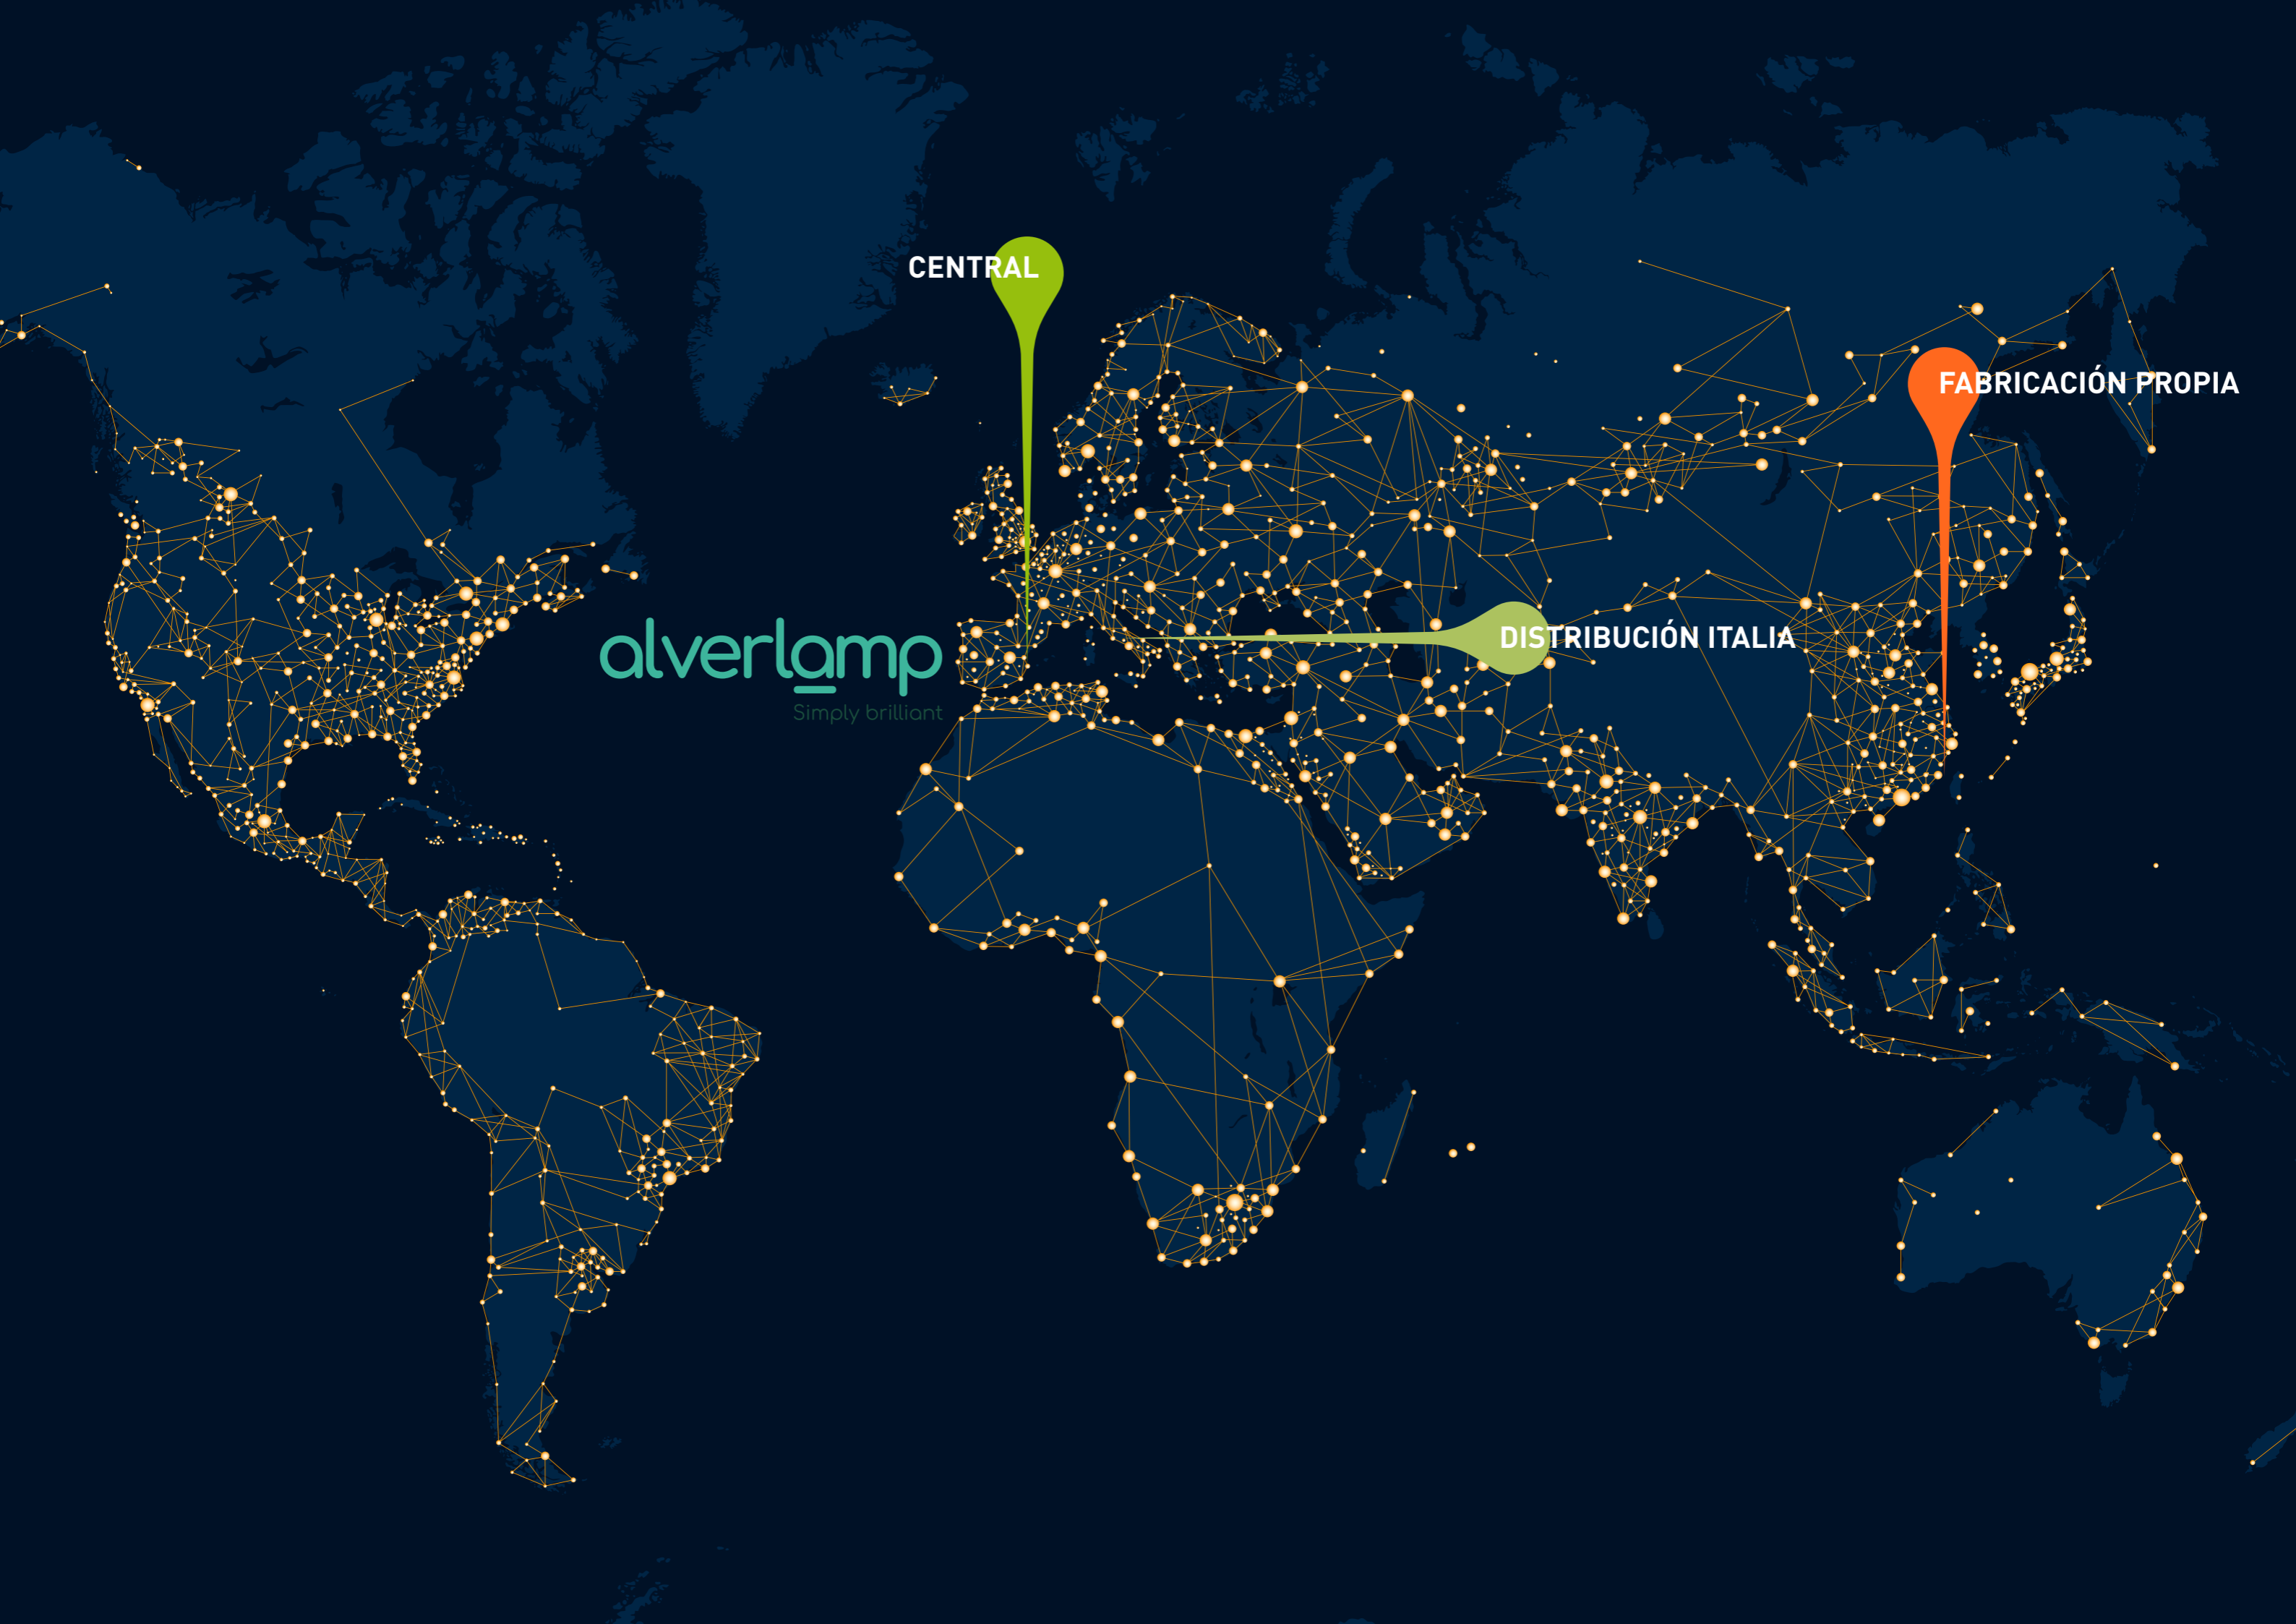 CENTRAL
FABRICACIÓN PROPIA
alverlamp
Simply brilliant
DISTRIBUCIÓN ITALIA